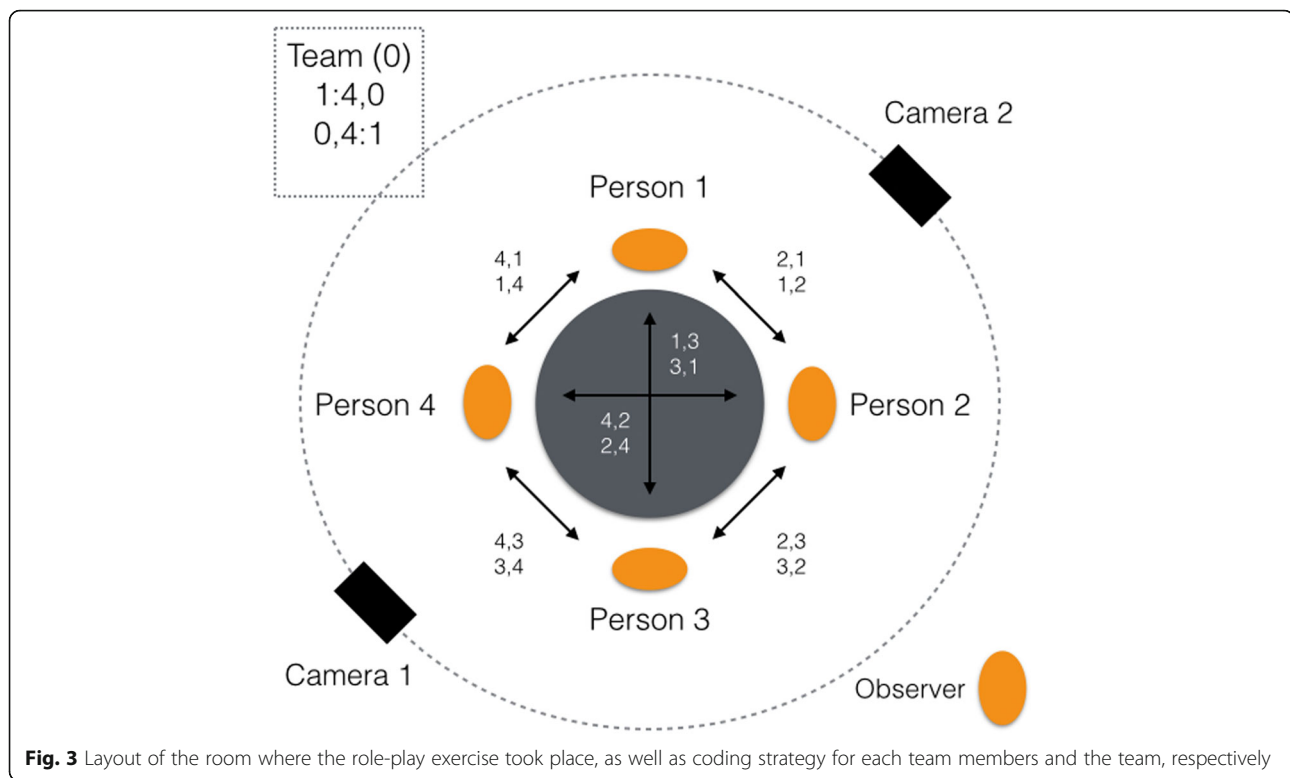 Team (0)
1:4,0
0,4:1
Camera 2
Person 1
4,1
1,4
2,1
1,2
1,3
3,1
Person 4
Person 2
4,2
2,4
4,3
3,4
2,3
3,2
Person 3
Camera 1
Observer
Fig. 3 Layout of the room where the role-play exercise took place, as well as coding strategy for each team members and the team, respectively